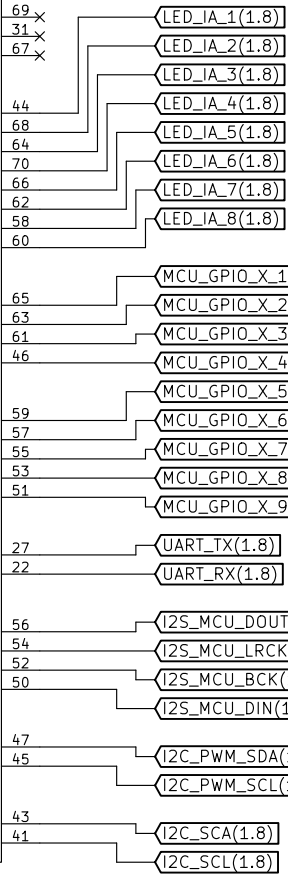 69
31
67
LED_IA_1(1.8)
LED_IA_2(1.8)
LED_IA_3(1.8)
44 LED_IA_4(1.8)
68 LED_IA_5(1.8)
64
70 LED_IA_6(1.8)
66 LED_IA_7(1.8)
62
58 LED_IA_8(1.8)
60
MCU_GPIO_X_1
65 MCU_GPIO_X_2
63
61 MCU_GPIO_X_3
46 MCU_GPIO_X_4
MCU_GPIO_X_5
59 MCU_GPIO_X_6
57
55 MCU_GPIO_X_7
53 MCU_GPIO_X_8
51 MCU_GPIO_X_9
27 UART_TX(1.8)
22 UART_RX(1.8)
56 I2S_MCU_DOUT
54 I2S_MCU_LRCK
52 I2S_MCU_BCK(
50 I2S_MCU_DIN(1
47 I2C_PWM_SDA(
45 I2C_PWM_SCL(
43 I2C_SCA(1.8)
41 I2C_SCL(1.8)